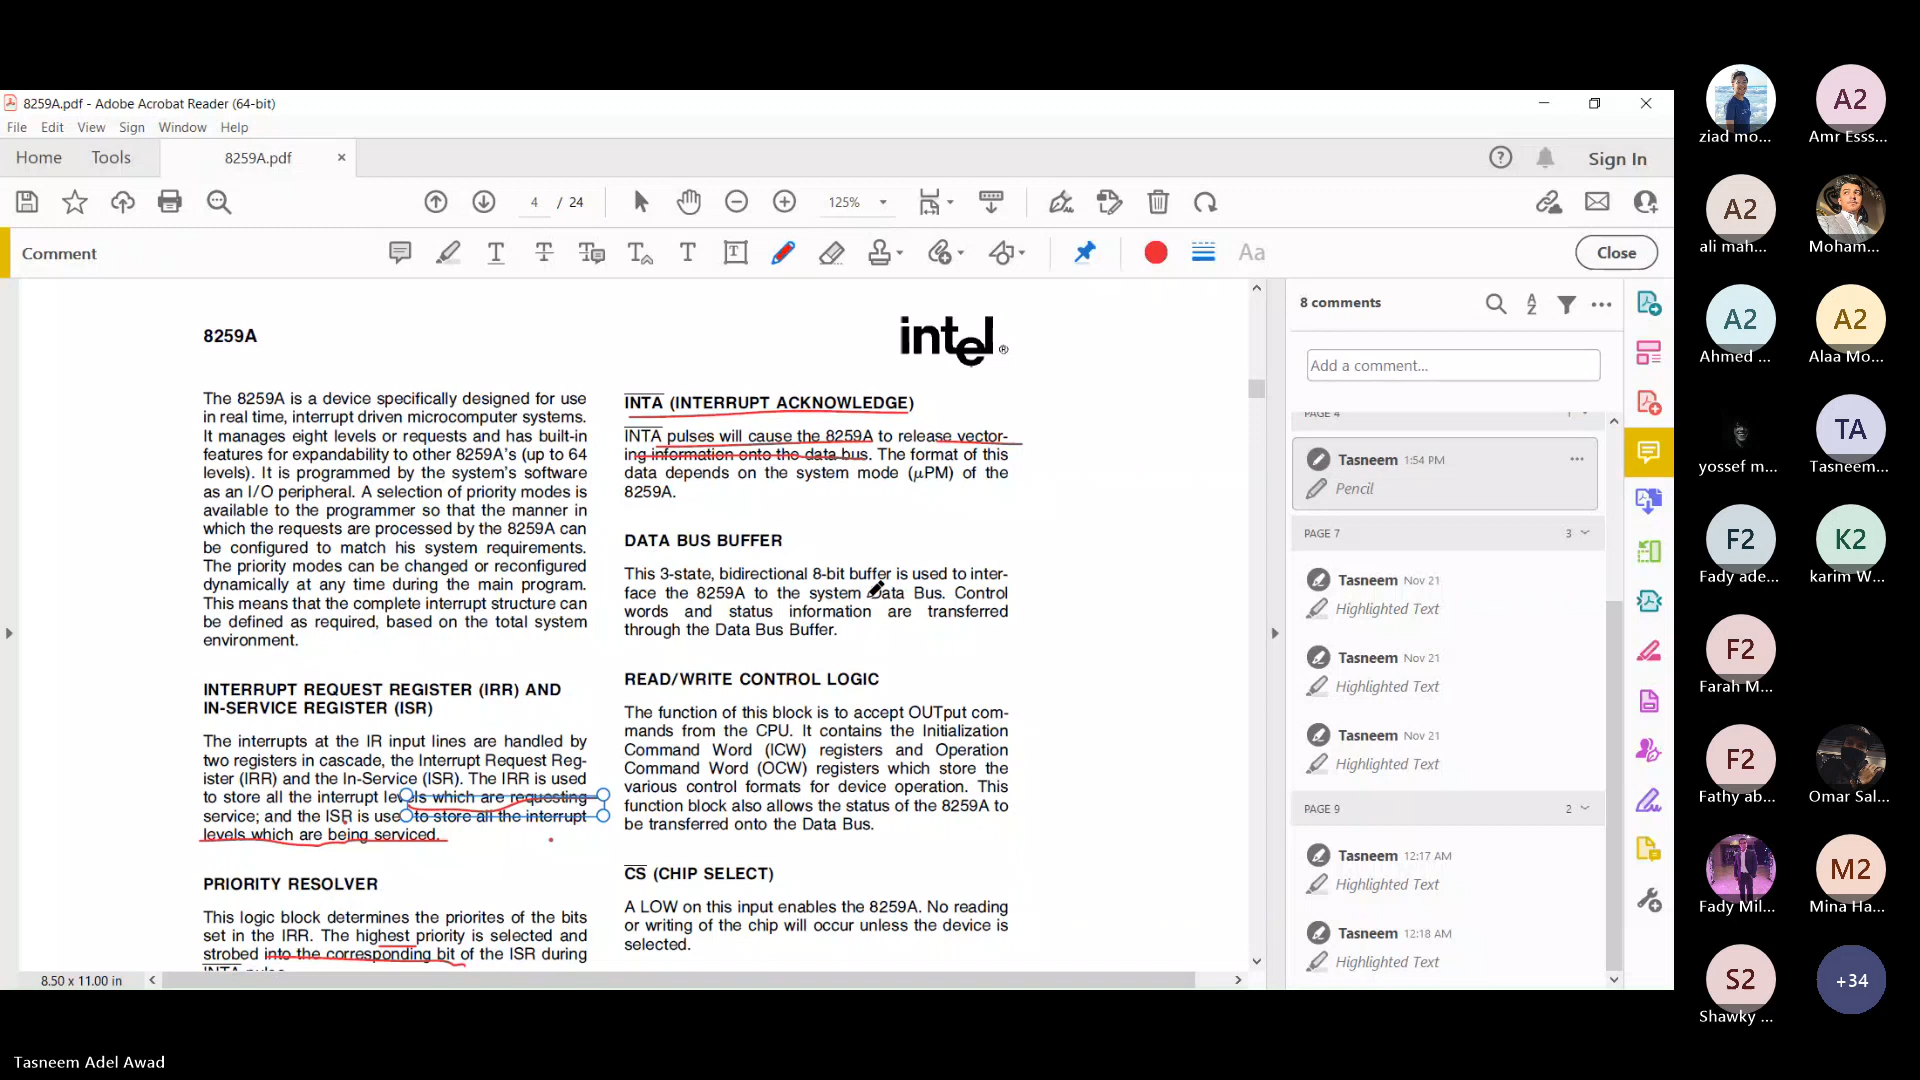 8259A.pdf - Adobe Acrobat Reader (64-bit)
File Edit View Sign Window Help
Home Tools 8259A.pdf Sign In
4 / 24 125%
Comment Close
8259A
intel®
The 8259A is a device specifically designed for use
in real time, interrupt driven microcomputer systems.
It manages eight levels or requests and has built-in
features for expandability to other 8259A's (up to 64
levels). It is programmed by the system's software
as an I/O peripheral. A selection of priority modes is
available to the programmer so that the manner in
which the requests are processed by the 8259A can
be configured to match his system requirements.
The priority modes can be changed or reconfigured
dynamically at any time during the main program.
This means that the complete interrupt structure can
be defined as required, based on the total system
environment.
INTERRUPT REQUEST REGISTER (IRR) AND
IN-SERVICE REGISTER (ISR)
The interrupts at the IR input lines are handled by
two registers in cascade, the Interrupt Request Reg-
ister (IRR) and the In-Service (ISR). The IRR is used
to store all the interrupt levels which are requesting
service; and the ISR is used to store all the interrupt
levels which are being serviced.
PRIORITY RESOLVER
This logic block determines the priorites of the bits
set in the IRR. The highest priority is selected and
strobed into the corresponding bit of the ISR during
INTA pulse.
INTA (INTERRUPT ACKNOWLEDGE)
INTA pulses will cause the 8259A to release vector-
ing information onto the data bus. The format of this
data depends on the system mode (μPM) of the
8259A.
DATA BUS BUFFER
This 3-state, bidirectional 8-bit buffer is used to inter-
face the 8259A to the system Data Bus. Control
words and status information are transferred
through the Data Bus Buffer.
READ/WRITE CONTROL LOGIC
The function of this block is to accept OUTput com-
mands from the CPU. It contains the Initialization
Command Word (ICW) registers and Operation
Command Word (OCW) registers which store the
various control formats for device operation. This
function block also allows the status of the 8259A to
be transferred onto the Data Bus.
CS (CHIP SELECT)
A LOW on this input enables the 8259A. No reading
or writing of the chip will occur unless the device is
selected.
8.50 x 11.00 in
8 comments
Add a comment...
PAGE 4 1
Tasneem 1:54 PM
Pencil
PAGE 7 3
Tasneem Nov 21
Highlighted Text
Tasneem Nov 21
Highlighted Text
Tasneem Nov 21
Highlighted Text
PAGE 9 2
Tasneem 12:17 AM
Highlighted Text
Tasneem 12:18 AM
Highlighted Text
A2
ziad mo... Amr Esss...
A2
ali mah... Moham...
A2 A2
Ahmed ... Alaa Mo...
TA
yossef m... Tasneem...
F2 K2
Fady ade... karim W...
F2
Farah M...
F2
Fathy ab... Omar Sal...
M2
Fady Mil... Mina Ha...
S2 +34
Shawky ...
Tasneem Adel Awad